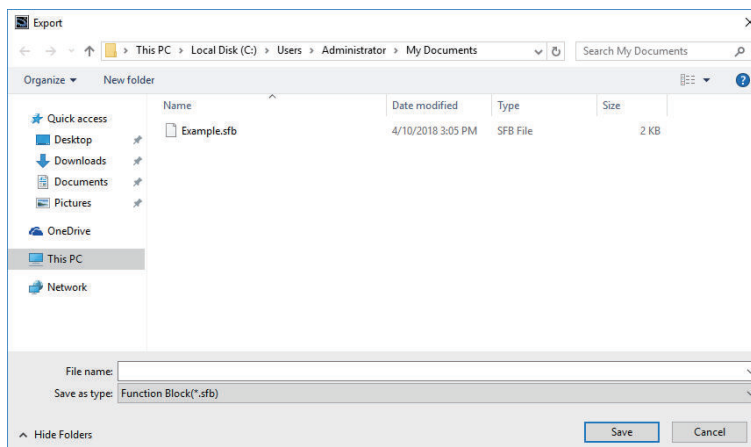 Export
This PC > Local Disk (C:) > Users > Administrator > My Documents
Search My Documents
Organize
New folder
Name Date modified Type Size
Quick access
Example.sfb 4/10/2018 3:05 PM SFB File 2 KB
Desktop
Downloads
Documents
Pictures
OneDrive
This PC
Network
File name:
Save as type: Function Block(*.sfb)
Hide Folders
Save
Cancel